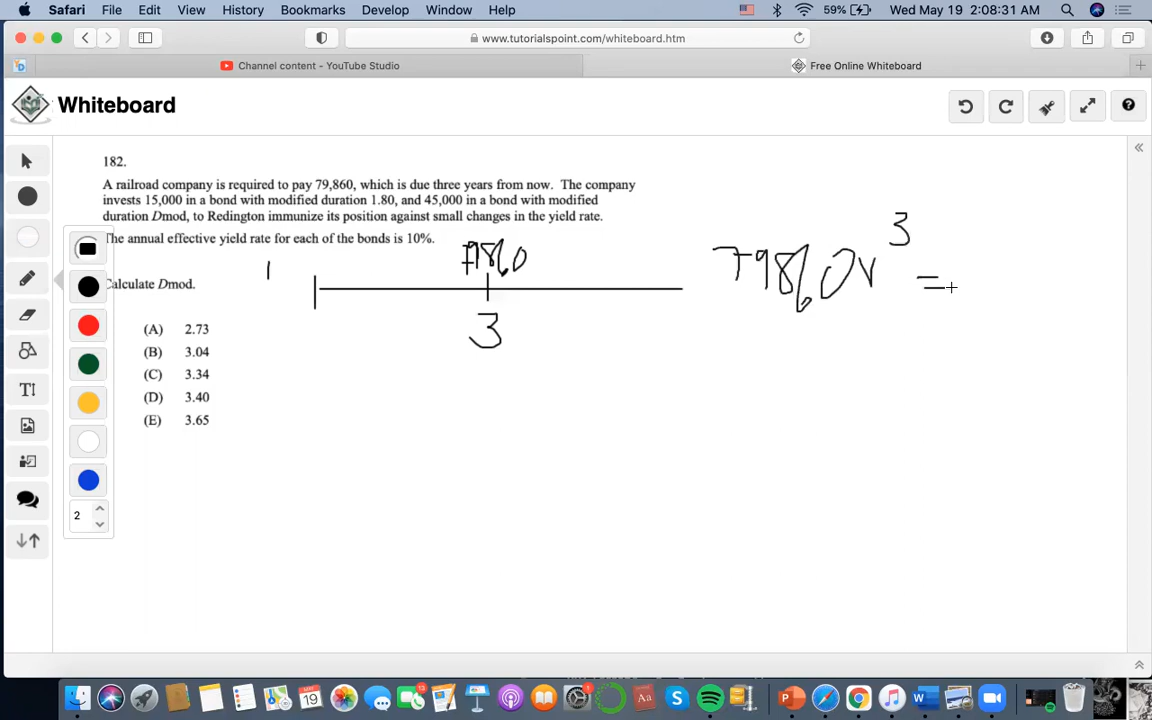 Safari File Edit View History Bookmarks Develop Window Help 59% Wed May 19 2:08:31 AM
www.tutorialspoint.com/whiteboard.htm
Channel content - YouTube Studio
Free Online Whiteboard
Whiteboard
182.
A railroad company is required to pay 79,860, which is due three years from now. The company
invests 15,000 in a bond with modified duration 1.80, and 45,000 in a bond with modified
duration Dmod, to Redington immunize its position against small changes in the yield rate.
The annual effective yield rate for each of the bonds is 10%.
Calculate Dmod.
(A) 2.73
(B) 3.04
(C) 3.34
(D) 3.40
(E) 3.65
79860
3
79860v^3 =
2